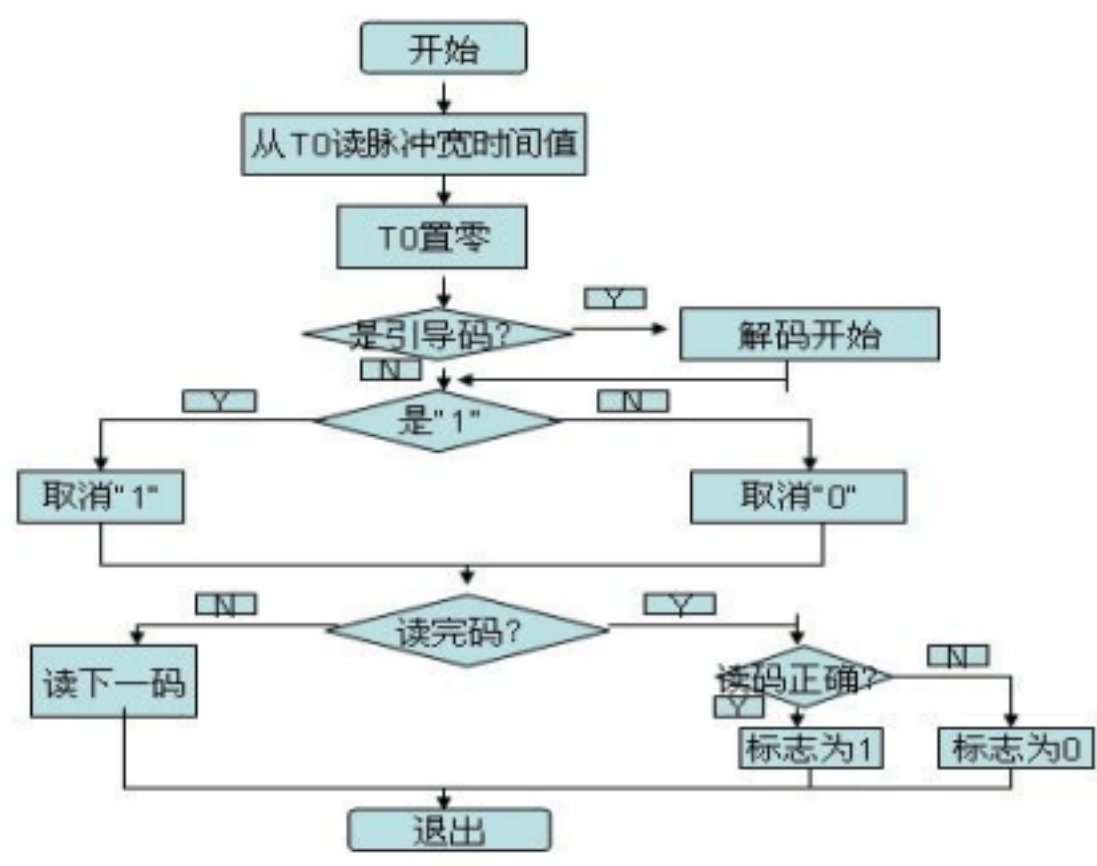 开始
从T0读脉冲宽时间值
T0置零
Y
是引导码?
解码开始
N
Y
是"1"
N
取消"1"
取消"0"
N
读完码?
Y
读下一码
读码正确?
N
Y
标志为1
标志为0
退出